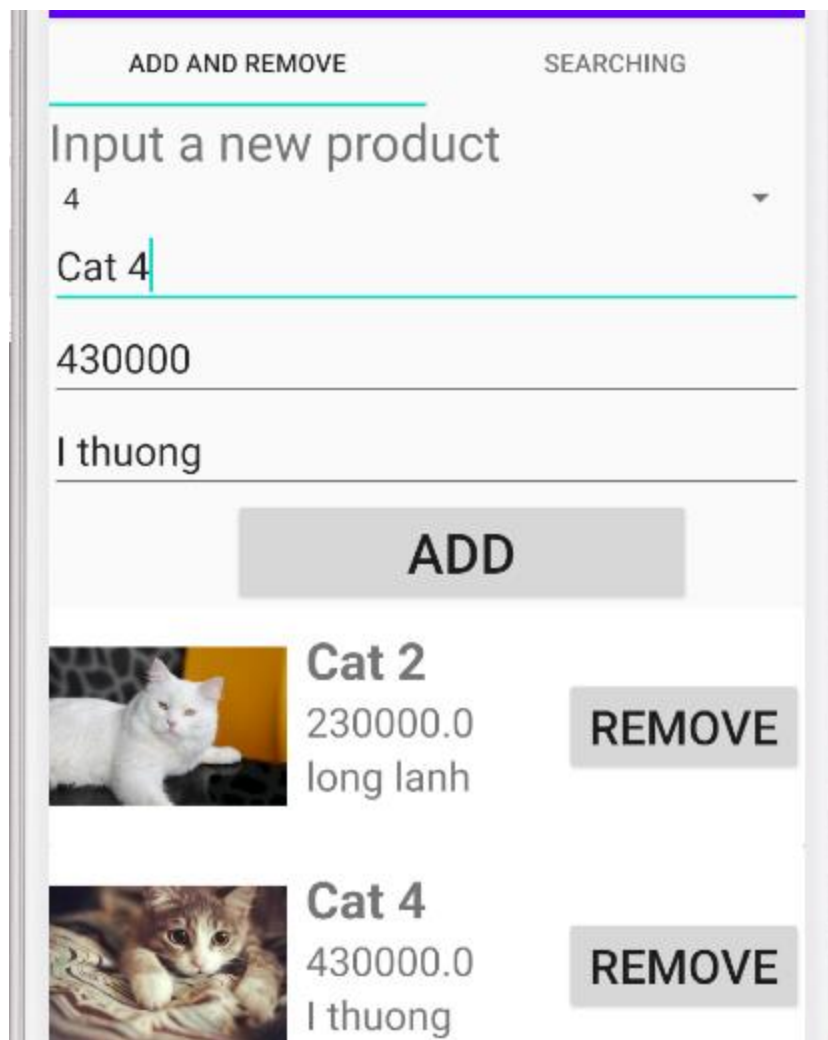 ADD AND REMOVE SEARCHING
Input a new product
4
Cat 4
430000
I thuong
ADD
Cat 2
230000.0
long lanh
REMOVE
Cat 4
430000.0
I thuong
REMOVE